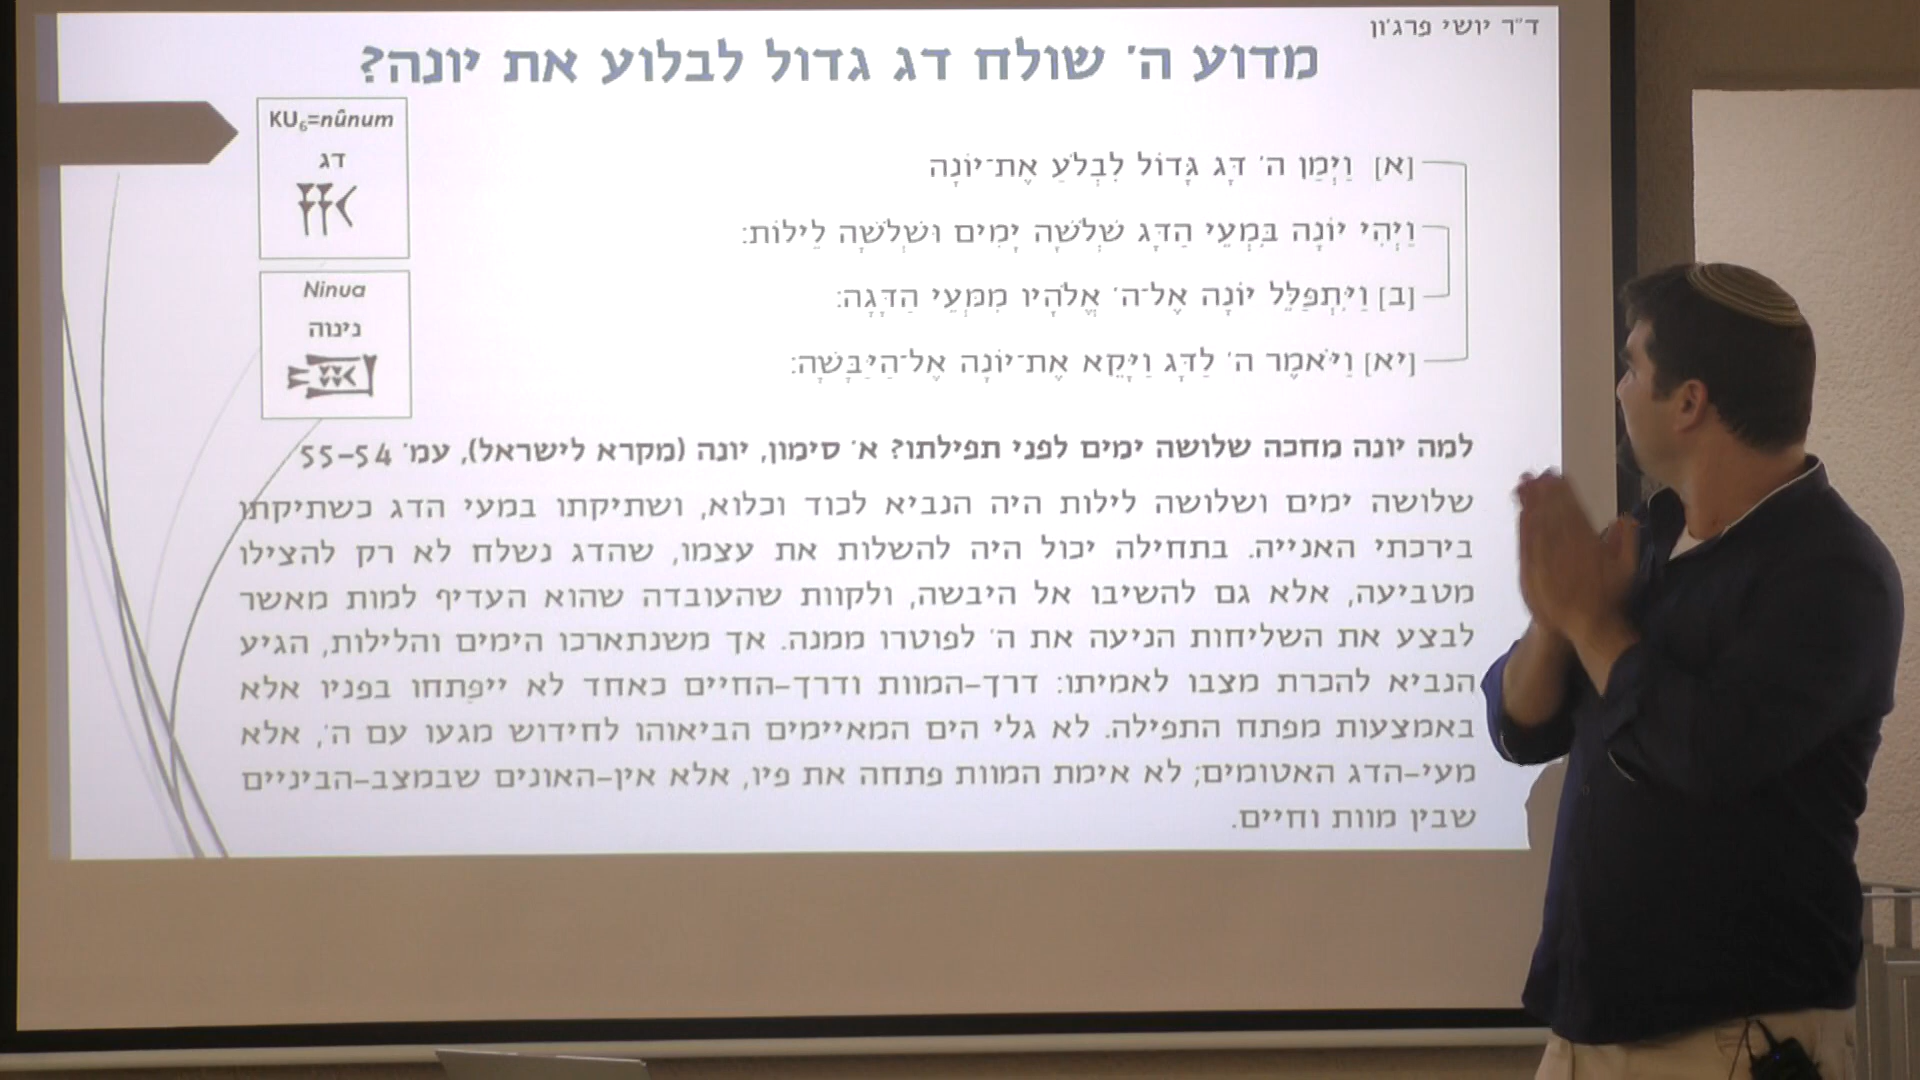 ד״ר יושי פרג׳ון
מדוע ה׳ שולח דג גדול לבלוע את יונה?
KU₆=nûnum
דג
Ninua
נינוה
[א] וַיְמַן ה׳ דָּג גָּדוֹל לִבְלֹעַ אֶת־יוֹנָה
וַיְהִי יוֹנָה בִּמְעֵי הַדָּג שְׁלֹשָׁה יָמִים וּשְׁלֹשָׁה לֵילוֹת:
[ב] וַיִּתְפַּלֵּל יוֹנָה אֶל־ה׳ אֱלֹהָיו מִמְּעֵי הַדָּגָה:
[יא] וַיֹּאמֶר ה׳ לַדָּג וַיָּקֵא אֶת־יוֹנָה אֶל־הַיַּבָּשָׁה:
למה יונה מחכה שלושה ימים לפני תפילתו? א׳ סימון, יונה (מקרא לישראל), עמ׳ 54–55
שלושה ימים ושלושה לילות היה הנביא לכוד וכלוא, ושתיקתו במעי הדג כשתיקתו
בירכתי האנייה. בתחילה יכול היה להשלות את עצמו, שהדג נשלח לא רק להצילו
מטביעה, אלא גם להשיבו אל היבשה, ולקוות שהעובדה שהוא העדיף למות מאשר
לבצע את השליחות הניעה את ה׳ לפוטרו ממנה. אך משנתארכו הימים והלילות, הגיע
הנביא להכרת מצבו לאמיתו: דרך–המוות ודרך–החיים כאחד לא ייפָּתחו בפניו אלא
באמצעות מפתח התפילה. לא גלי הים המאיימים הביאוהו לחידוש מגעו עם ה׳, אלא
מעי–הדג האטומים; לא אימת המוות פתחה את פיו, אלא אין–האונים שבמצב–הביניים
שבין מוות וחיים.